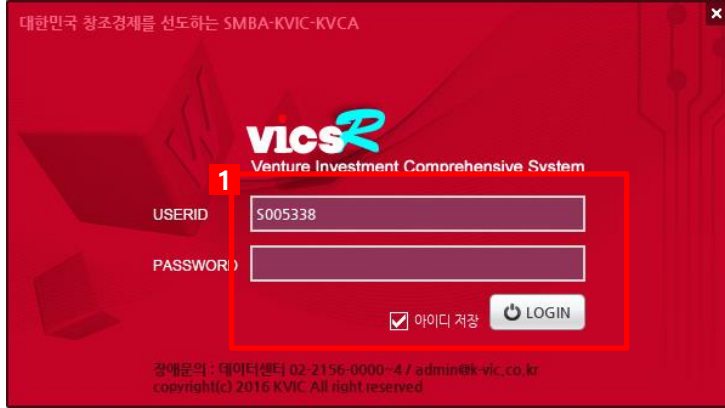 대한민국 창조경제를 선도하는 SMBA-KVIC-KVCA
vicsR
Venture Investment Comprehensive System
1
USERID S005338
PASSWORD
아이디 저장 LOGIN
장애문의 : 데이터센터 02-2156-0000~4 / admin@k-vic.co.kr
copyright(c) 2016 KVIC All right reserved